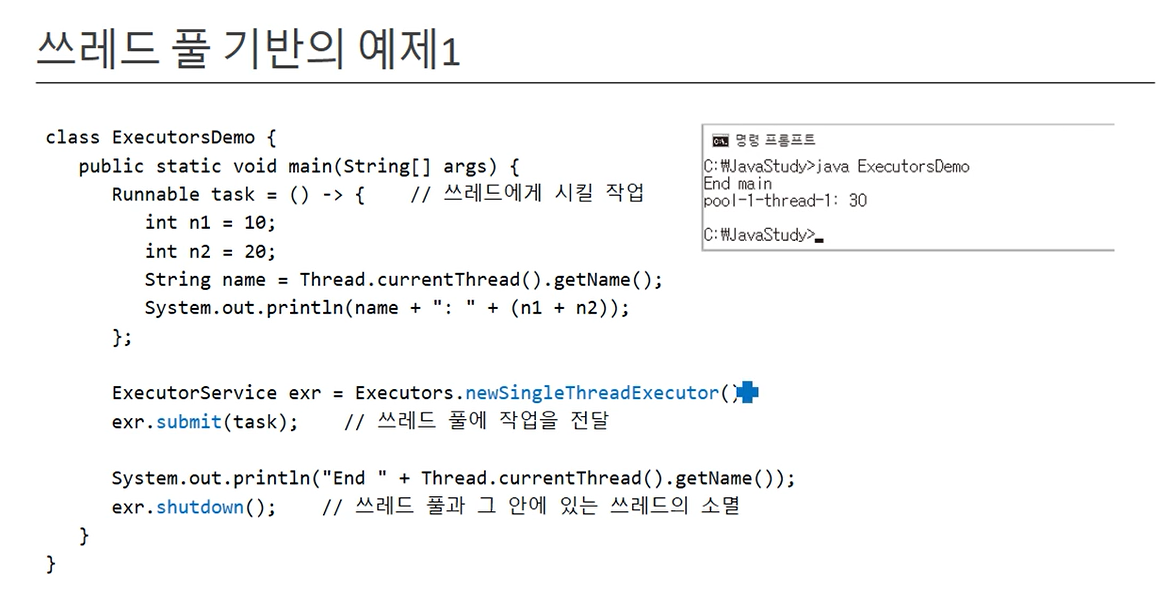 쓰레드 풀 기반의 예제1
class ExecutorsDemo {
public static void main(String[] args) {
Runnable task = () -> {    // 쓰레드에게 시킬 작업
int n1 = 10;
int n2 = 20;
String name = Thread.currentThread().getName();
System.out.println(name + ": " + (n1 + n2));
};
ExecutorService exr = Executors.newSingleThreadExecutor()
exr.submit(task);    // 쓰레드 풀에 작업을 전달
System.out.println("End " + Thread.currentThread().getName());
exr.shutdown();    // 쓰레드 풀과 그 안에 있는 쓰레드의 소멸
}
}
명령 프롬프트
C:₩JavaStudy>java ExecutorsDemo
End main
pool-1-thread-1: 30
C:₩JavaStudy>